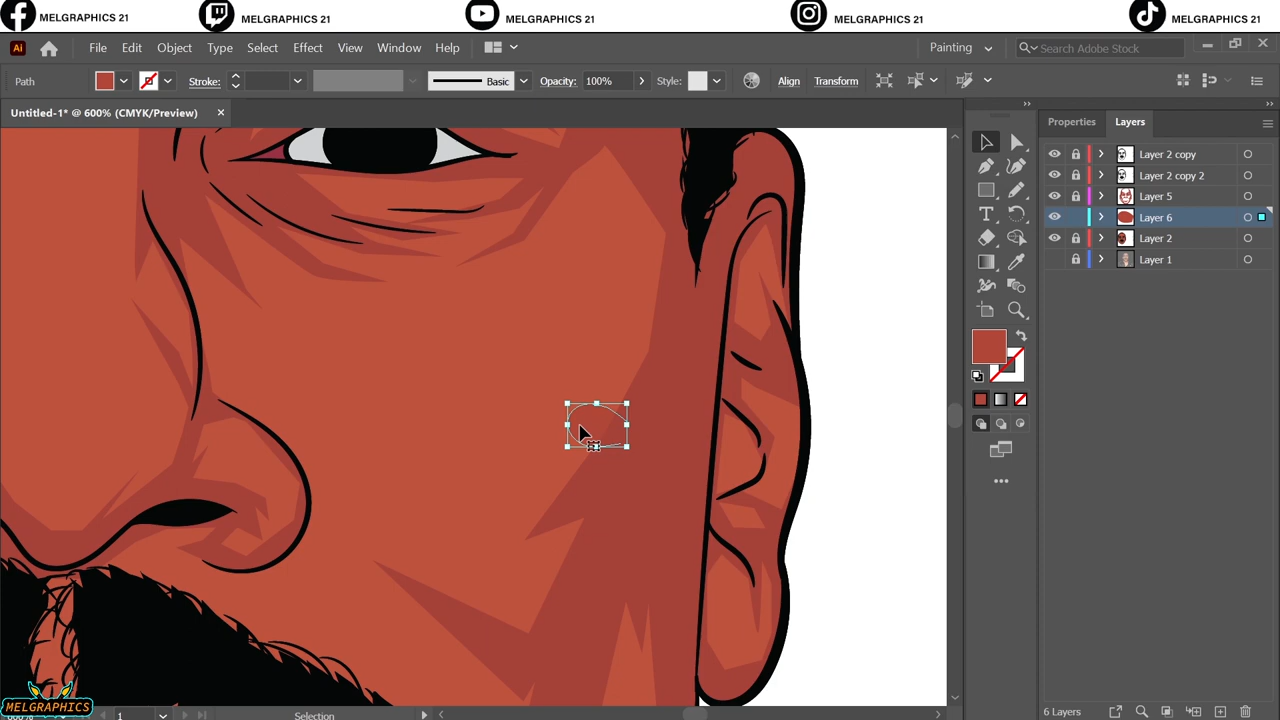 MELGRAPHICS 21 MELGRAPHICS 21 MELGRAPHICS 21 MELGRAPHICS 21 MELGRAPHICS 21
Ai File Edit Object Type Select Effect View Window Help Painting Search Adobe Stock
Path Stroke: Basic Opacity: 100% Style: Align Transform
Untitled-1* @ 600% (CMYK/Preview)
Properties Layers
Layer 2 copy
Layer 2 copy 2
Layer 5
Layer 6
Layer 2
Layer 1
MELGRAPHICS
1 Selection 6 Layers